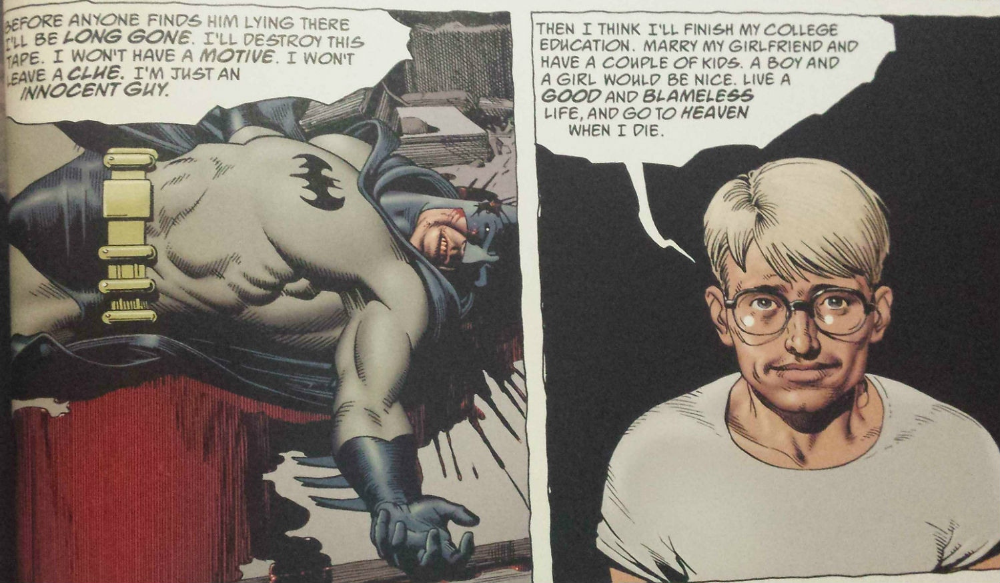 BEFORE ANYONE FINDS HIM LYING THERE
I'LL BE LONG GONE. I'LL DESTROY THIS
TAPE. I WON'T HAVE A MOTIVE. I WON'T
LEAVE A CLUE. I'M JUST AN
INNOCENT GUY.
THEN I THINK I'LL FINISH MY COLLEGE
EDUCATION. MARRY MY GIRLFRIEND AND
HAVE A COUPLE OF KIDS. A BOY AND
A GIRL WOULD BE NICE. LIVE A
GOOD AND BLAMELESS
LIFE, AND GO TO HEAVEN
WHEN I DIE.